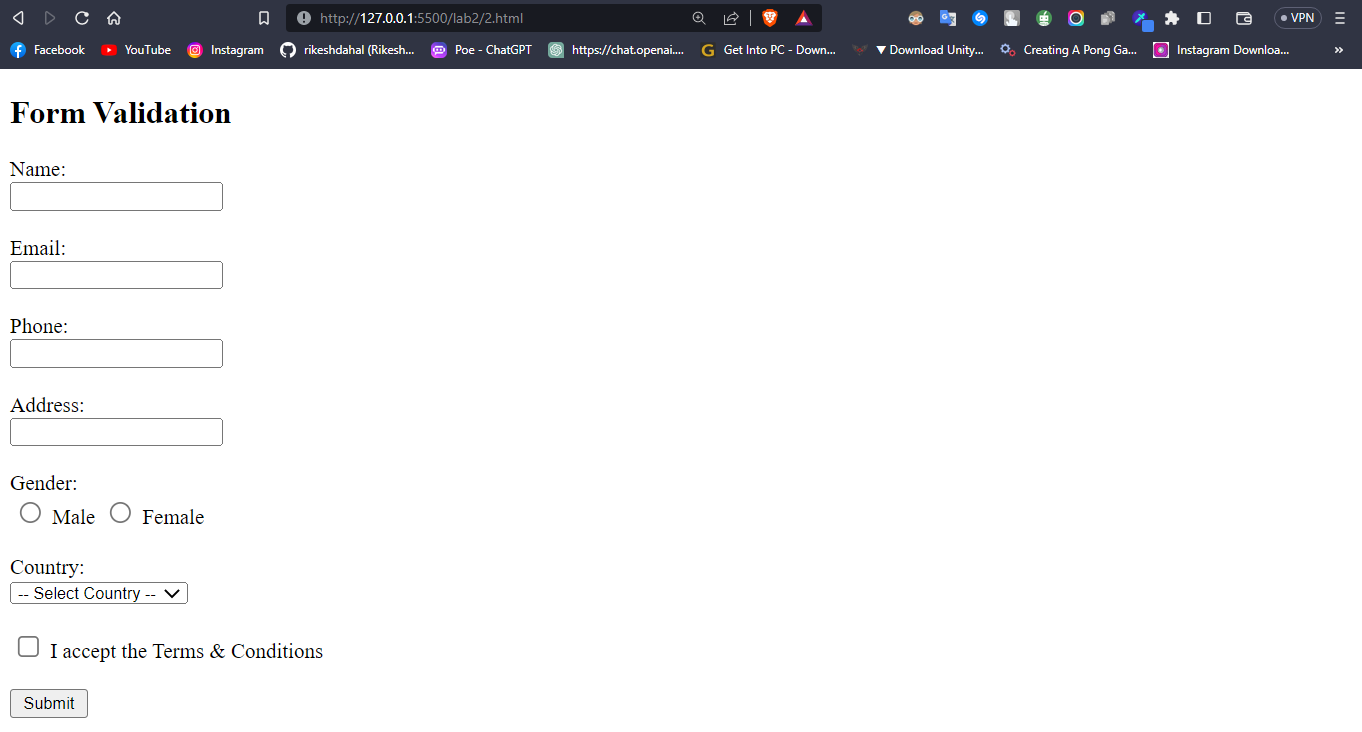 http://127.0.0.1:5500/lab2/2.html
VPN
Facebook YouTube Instagram rikeshdahal (Rikesh... Poe - ChatGPT https://chat.openai.... Get Into PC - Down... ▼ Download Unity... Creating A Pong Ga... Instagram Downloa... »
Form Validation
Name:
Email:
Phone:
Address:
Gender:
Male Female
Country:
-- Select Country --
I accept the Terms & Conditions
Submit